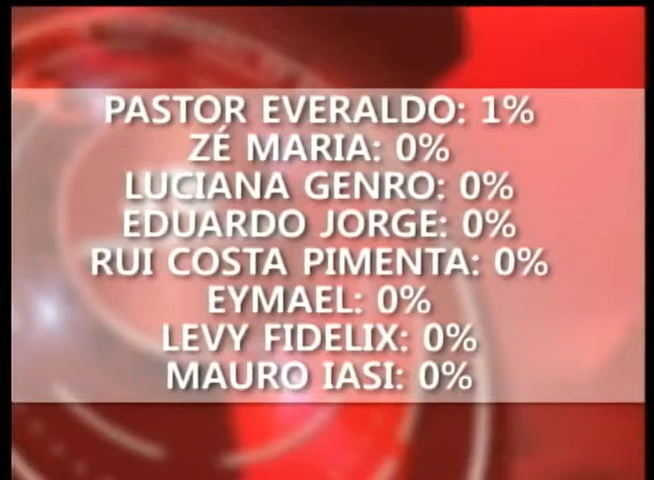 PASTOR EVERALDO: 1%
ZÉ MARIA: 0%
LUCIANA GENRO: 0%
EDUARDO JORGE: 0%
RUI COSTA PIMENTA: 0%
EYMAEL: 0%
LEVY FIDELIX: 0%
MAURO IASI: 0%